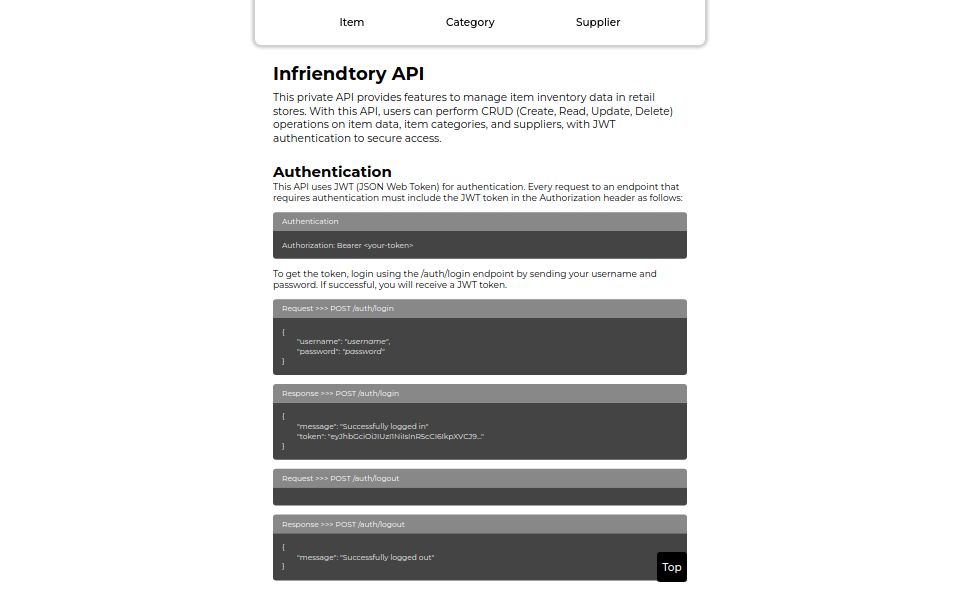 Item Category Supplier
Infriendtory API
This private API provides features to manage item inventory data in retail
stores. With this API, users can perform CRUD (Create, Read, Update, Delete)
operations on item data, item categories, and suppliers, with JWT
authentication to secure access.
Authentication
This API uses JWT (JSON Web Token) for authentication. Every request to an endpoint that
requires authentication must include the JWT token in the Authorization header as follows:
Authentication
Authorization: Bearer <your-token>
To get the token, login using the /auth/login endpoint by sending your username and
password. If successful, you will receive a JWT token.
Request >>> POST /auth/login
{
"username": "username",
"password": "password"
}
Response >>> POST /auth/login
{
"message": "Successfully logged in"
"token": "eyJhbGciOiJIUzI1NiIsInR5cCI6IkpXVCJ9..."
}
Request >>> POST /auth/logout
Response >>> POST /auth/logout
{
"message": "Successfully logged out"
}
Top